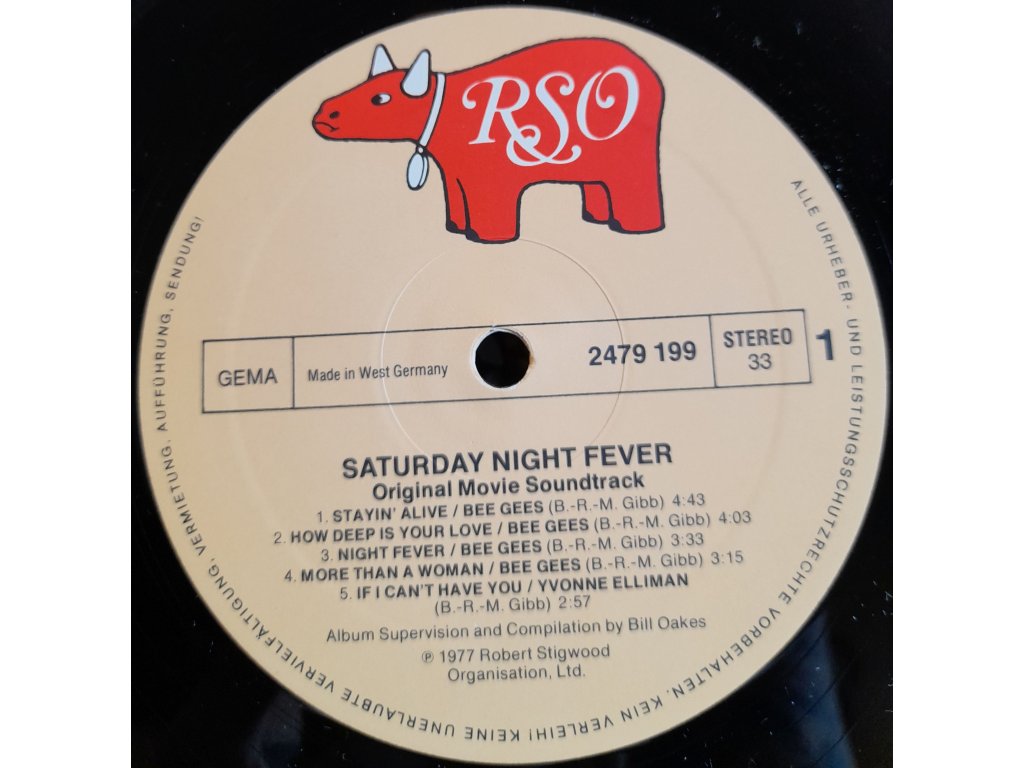 RSO
GEMA
Made in West Germany
2479 199
STEREO
33
1
SATURDAY NIGHT FEVER
Original Movie Soundtrack
1. STAYIN' ALIVE / BEE GEES (B.-R.-M. Gibb) 4:43
2. HOW DEEP IS YOUR LOVE / BEE GEES (B.-R.-M. Gibb) 4:03
3. NIGHT FEVER / BEE GEES (B.-R.-M. Gibb) 3:33
4. MORE THAN A WOMAN / BEE GEES (B.-R.-M. Gibb) 3:15
5. IF I CAN'T HAVE YOU / YVONNE ELLIMAN
(B.-R.-M. Gibb) 2:57
Album Supervision and Compilation by Bill Oakes
℗ 1977 Robert Stigwood
Organisation, Ltd.
ALLE URHEBER- UND LEISTUNGSSCHUTZRECHTE VORBEHALTEN. KEIN VERLEIH! KEINE UNERLAUBTE VERVIELFÄLTIGUNG, VERMIETUNG, AUFFÜHRUNG, SENDUNG!